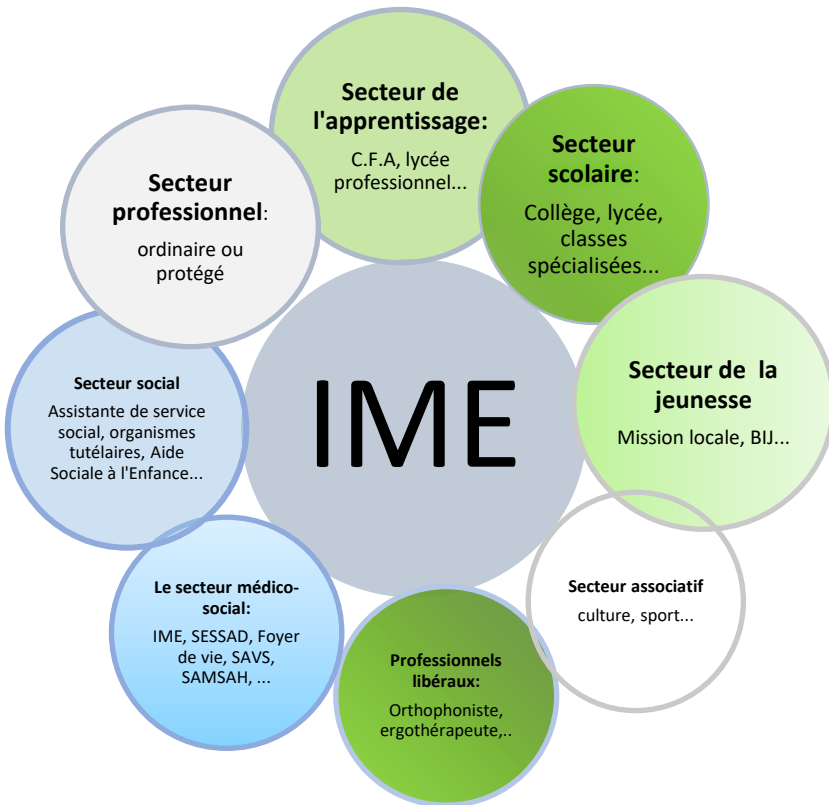 Secteur de
l'apprentissage:
C.F.A, lycée
professionnel...
Secteur
scolaire:
Collège, lycée,
classes
spécialisées...
Secteur de  la
jeunesse
Mission locale, BIJ...
Secteur associatif
culture, sport...
Professionnels
libéraux:
Orthophoniste,
ergothérapeute,..
Le secteur médico-
social:
IME, SESSAD, Foyer
de vie, SAVS,
SAMSAH, ...
Secteur social
Assistante de service
social, organismes
tutélaires, Aide
Sociale à l'Enfance...
Secteur
professionnel:
ordinaire ou
protégé
IME